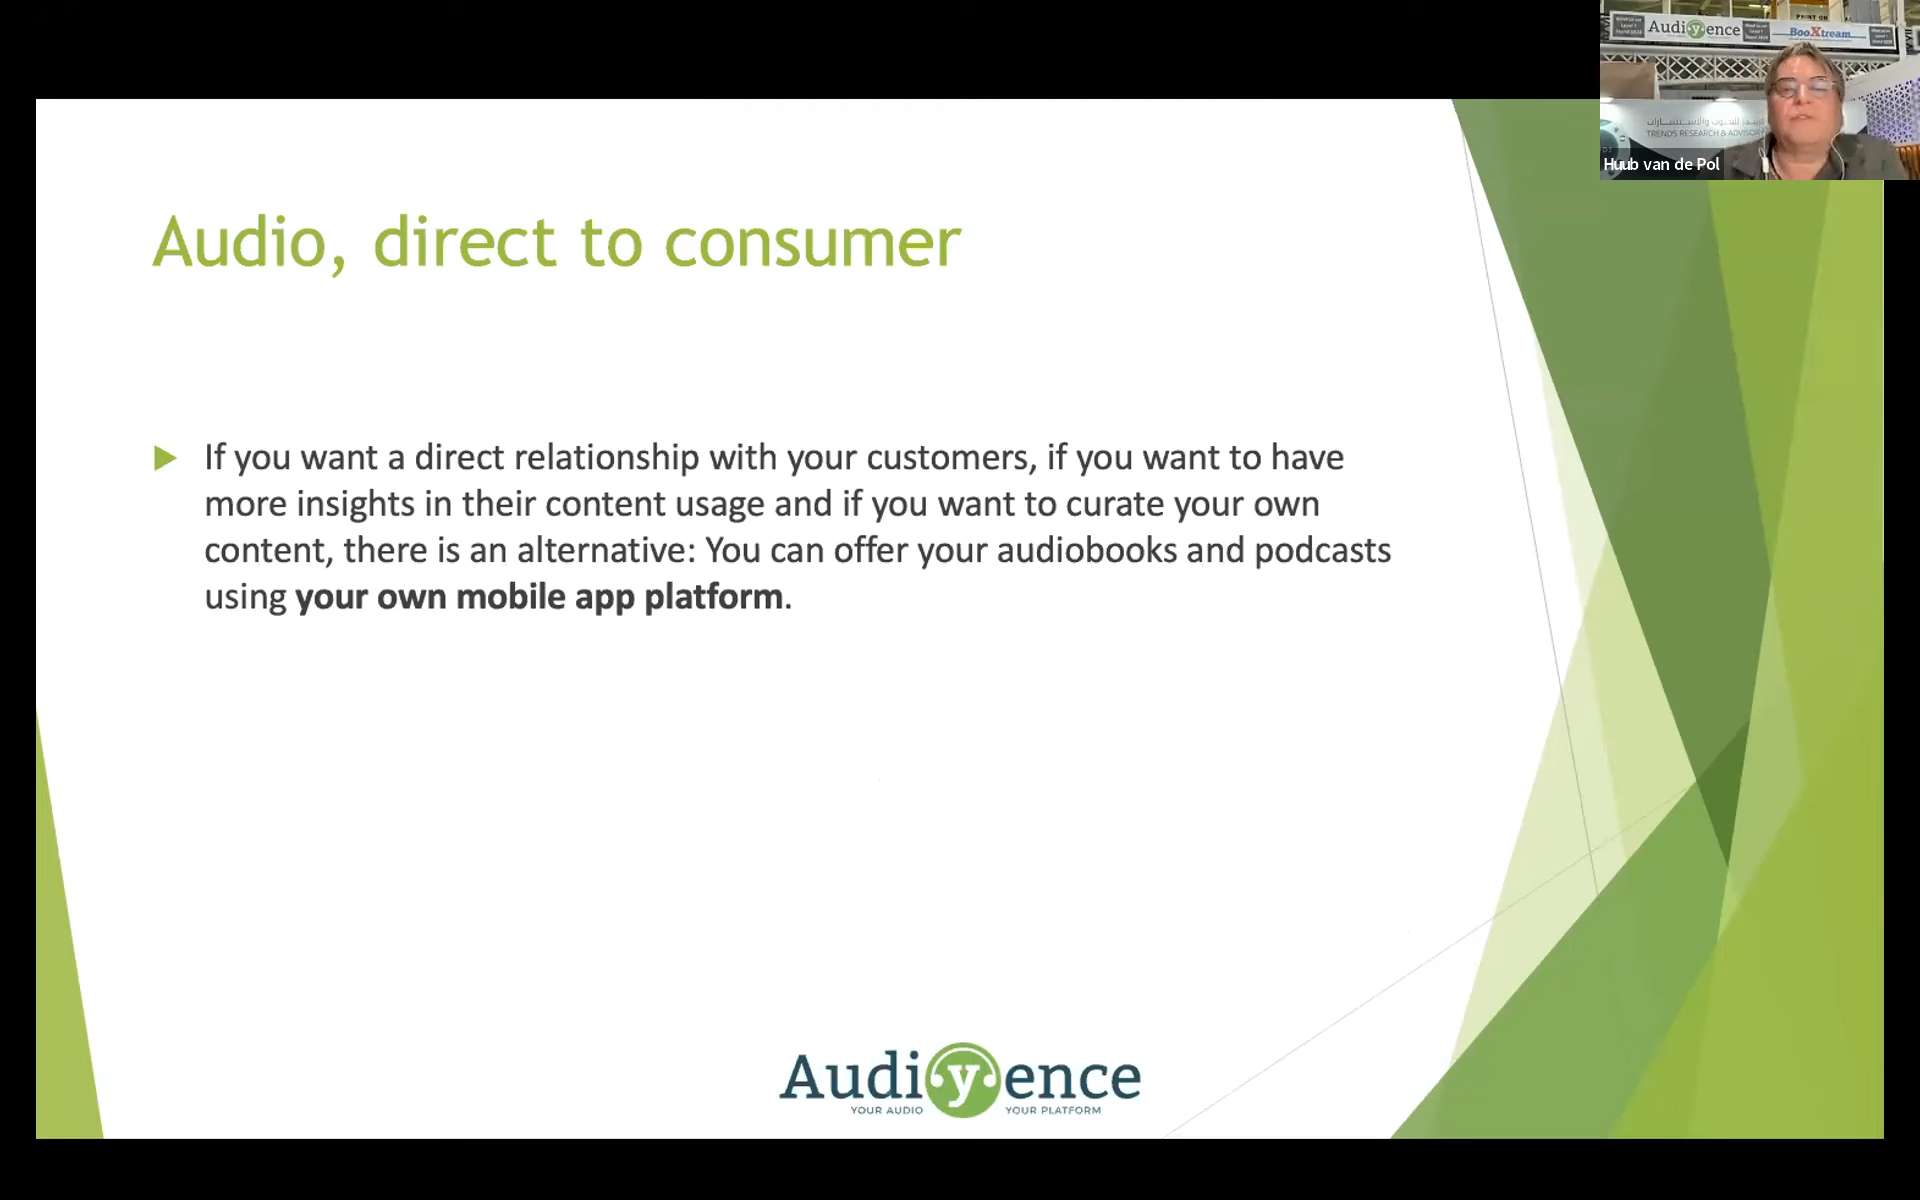 Audiyence
BooXtream
TRENDS RESEARCH & ADVISORY
Huub van de Pol
Audio, direct to consumer
If you want a direct relationship with your customers, if you want to have
more insights in their content usage and if you want to curate your own
content, there is an alternative: You can offer your audiobooks and podcasts
using your own mobile app platform.
Audiyence
YOUR AUDIO YOUR PLATFORM